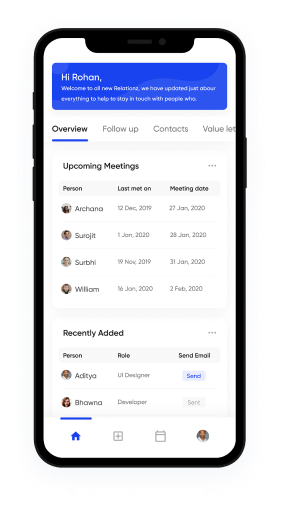 Hi Rohan,
Welcome to all new Relationz, we have updated just abour
everything to help to stay in touch with people who.
Overview Follow up Contacts Value let
Upcoming Meetings
Person Last met on Meeting date
Archana 12 Dec, 2019 27 Jan, 2020
Surojit 1 Jan, 2020 28 Jan, 2020
Surbhi 19 Nov, 2019 31 Jan, 2020
William 16 Jan, 2020 2 Feb, 2020
Recently Added
Person Role Send Email
Aditya UI Designer Send
Bhawna Developer Sent